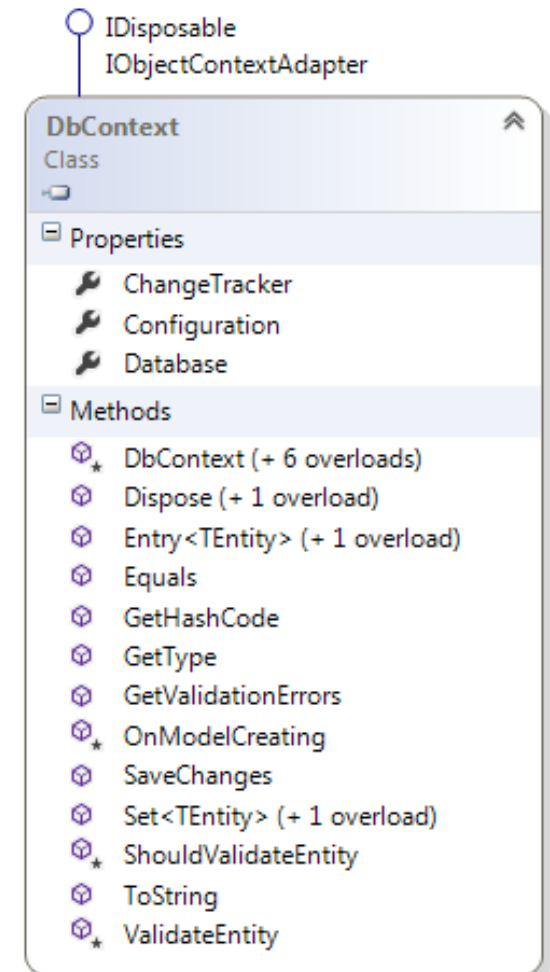 IDisposable
IObjectContextAdapter
DbContext
Class
Properties
ChangeTracker
Configuration
Database
Methods
DbContext (+ 6 overloads)
Dispose (+ 1 overload)
Entry<TEntity> (+ 1 overload)
Equals
GetHashCode
GetType
GetValidationErrors
OnModelCreating
SaveChanges
Set<TEntity> (+ 1 overload)
ShouldValidateEntity
ToString
ValidateEntity